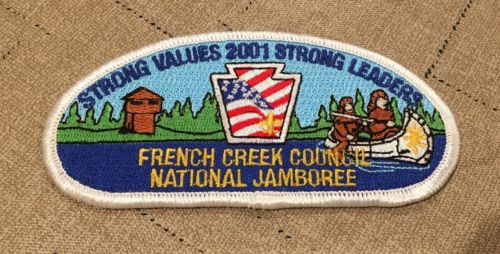 STRONG VALUES 2001 STRONG LEADERS
FRENCH CREEK COUNCIL
NATIONAL JAMBOREE